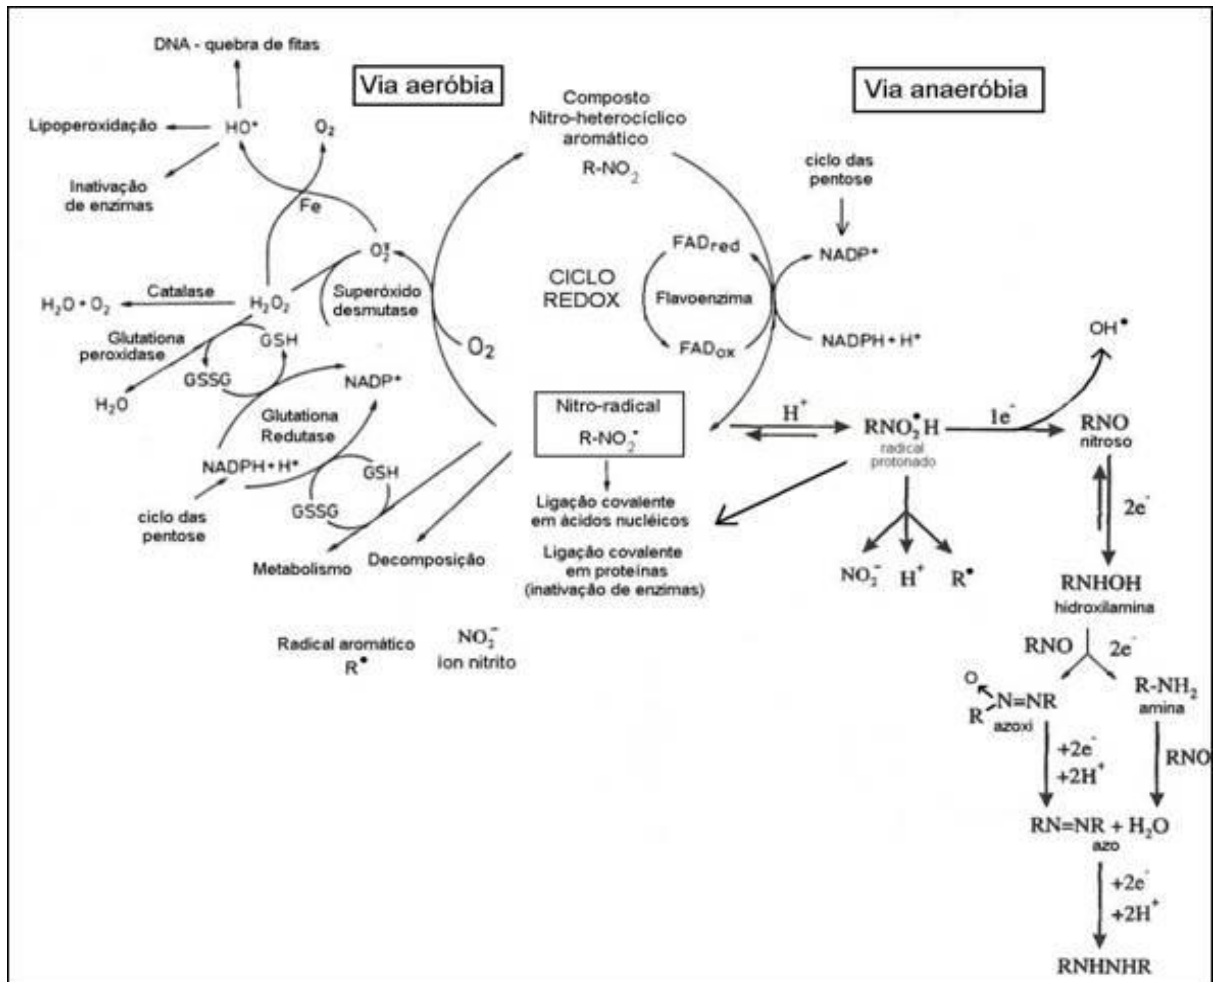 DNA - quebra de fitas
Via aeróbia
Via anaeróbia
Composto
Nitro-heterocíclico
aromático
R-NO₂
Lipoperoxidação
HO•
O₂
Inativação
de enzimas
Fe
ciclo das
pentose
NADP⁺
FADred
CICLO
REDOX
Flavoenzima
FADox
NADPH + H⁺
H₂O + O₂
Catalase
H₂O₂
Superóxido
desmutase
O₂
Glutationa
peroxidase
GSH
GSSG
H₂O
NADP⁺
Glutationa
Redutase
NADPH + H⁺
GSH
GSSG
ciclo das
pentose
Metabolismo
Decomposição
Nitro-radical
R-NO₂
Ligação covalente
em ácidos nucléicos
Ligação covalente
em proteínas
(inativação de enzimas)
Radical aromático
R•
NO₂⁻
ion nitrito
H⁺
RNO₂•H
radical
protonado
1e⁻
OH•
RNO
nitroso
NO₂⁻
H⁺
R•
2e⁻
RNHOH
hidroxilamina
RNO
2e⁻
O
R
N=NR
azoxi
R-NH₂
amina
+2e⁻
+2H⁺
RNO
RN=NR + H₂O
azo
+2e⁻
+2H⁺
RNHNHR